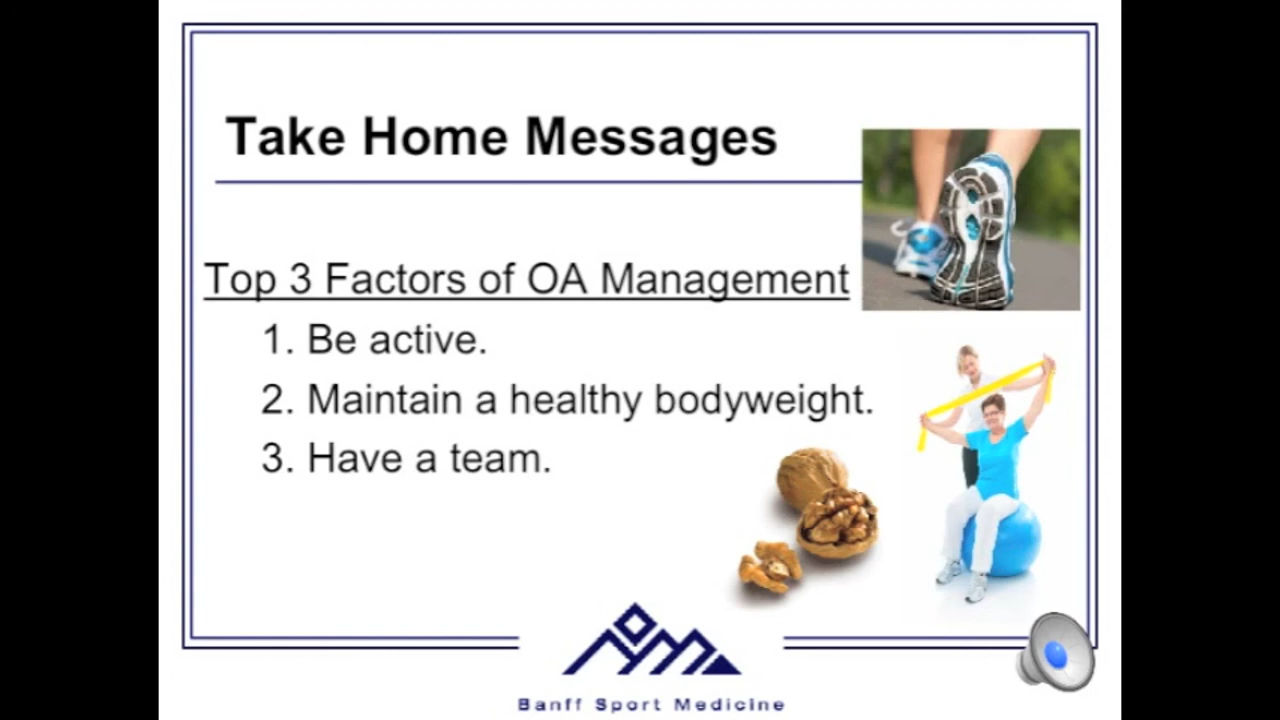 Take Home Messages
Top 3 Factors of OA Management
1. Be active.
2. Maintain a healthy bodyweight.
3. Have a team.
Banff Sport Medicine